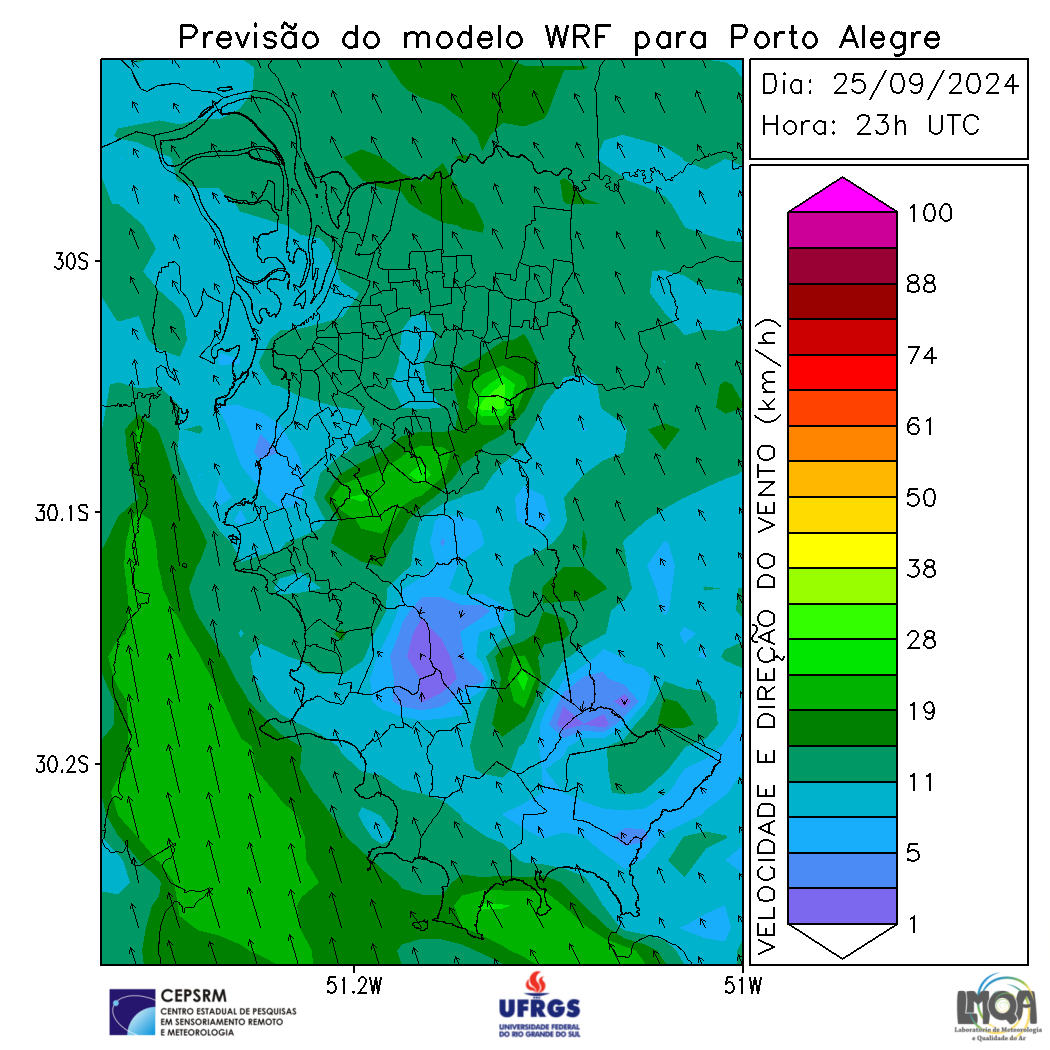 Previsão do modelo WRF para Porto Alegre
Dia: 25/09/2024
Hora: 23h UTC
30S
30.1S
30.2S
51.2W
51W
VELOCIDADE E DIREÇÃO DO VENTO (km/h)
100
88
74
61
50
38
28
19
11
5
1
CEPSRM
CENTRO ESTADUAL DE PESQUISAS
EM SENSORIAMENTO REMOTO
E METEOROLOGIA
UFRGS
UNIVERSIDADE FEDERAL
DO RIO GRANDE DO SUL
LMQA
Laboratório de Meteorologia
e Qualidade do Ar